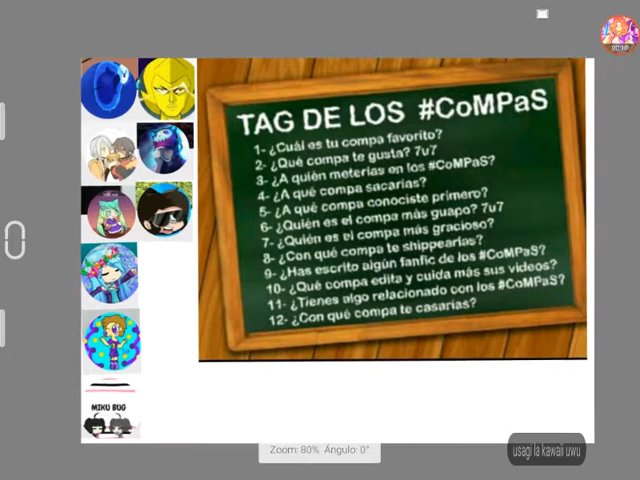 00:10
TAG DE LOS #CoMPaS
1- ¿Cuál es tu compa favorito?
2- ¿Qué compa te gusta? 7u7
3- ¿A quién meterías en los #CoMPaS?
4- ¿A qué compa sacarías?
5- ¿A qué compa conociste primero?
6- ¿Quién es el compa más guapo? 7u7
7- ¿Quién es el compa más gracioso?
8- ¿Con qué compa te shippearías?
9- ¿Has escrito algún fanfic de los #CoMPaS?
10- ¿Qué compa edita y cuida más sus videos?
11- ¿Tienes algo relacionado con los #CoMPaS?
12- ¿Con qué compa te casarías?
MIKU BUG
Zoom: 80% Ángulo: 0°
usagi la kawaii uwu